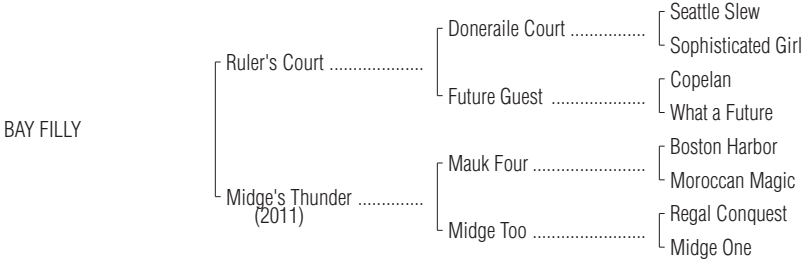 Seattle Slew
Doneraile Court ................
Sophisticated Girl
Ruler's Court ....................
Copelan
Future Guest ....................
What a Future
BAY FILLY
Boston Harbor
Mauk Four ........................
Moroccan Magic
Midge's Thunder ..............
(2011)
Regal Conquest
Midge Too ........................
Midge One